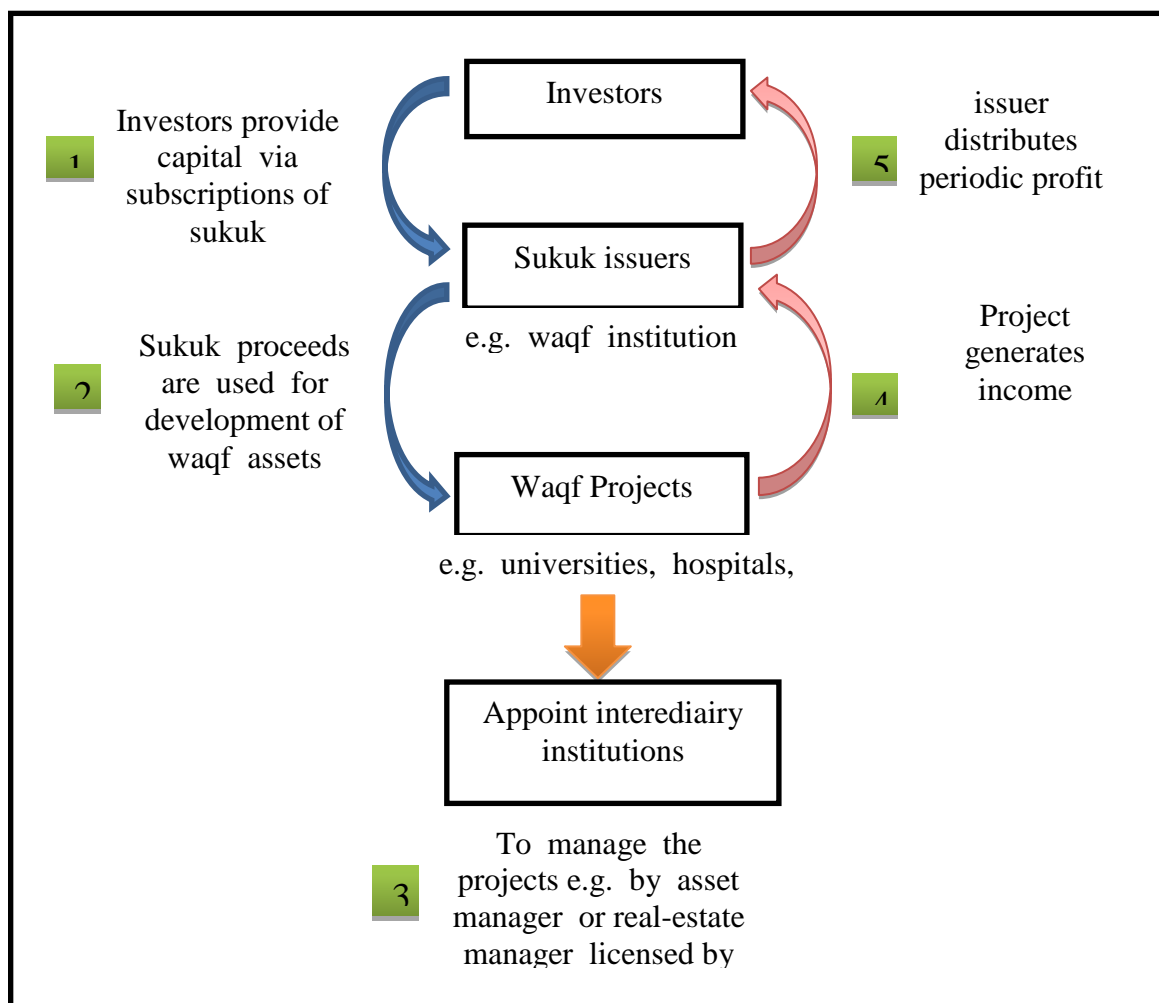 Investors
1
Investors provide
capital via
subscriptions of
sukuk
issuer
distributes
periodic profit
5
Sukuk issuers
e.g. waqf institution
2
Sukuk proceeds
are used for
development of
waqf assets
Project
generates
income
4
Waqf Projects
e.g. universities, hospitals,
Appoint interediairy
institutions
3
To manage the
projects e.g. by asset
manager or real-estate
manager licensed by